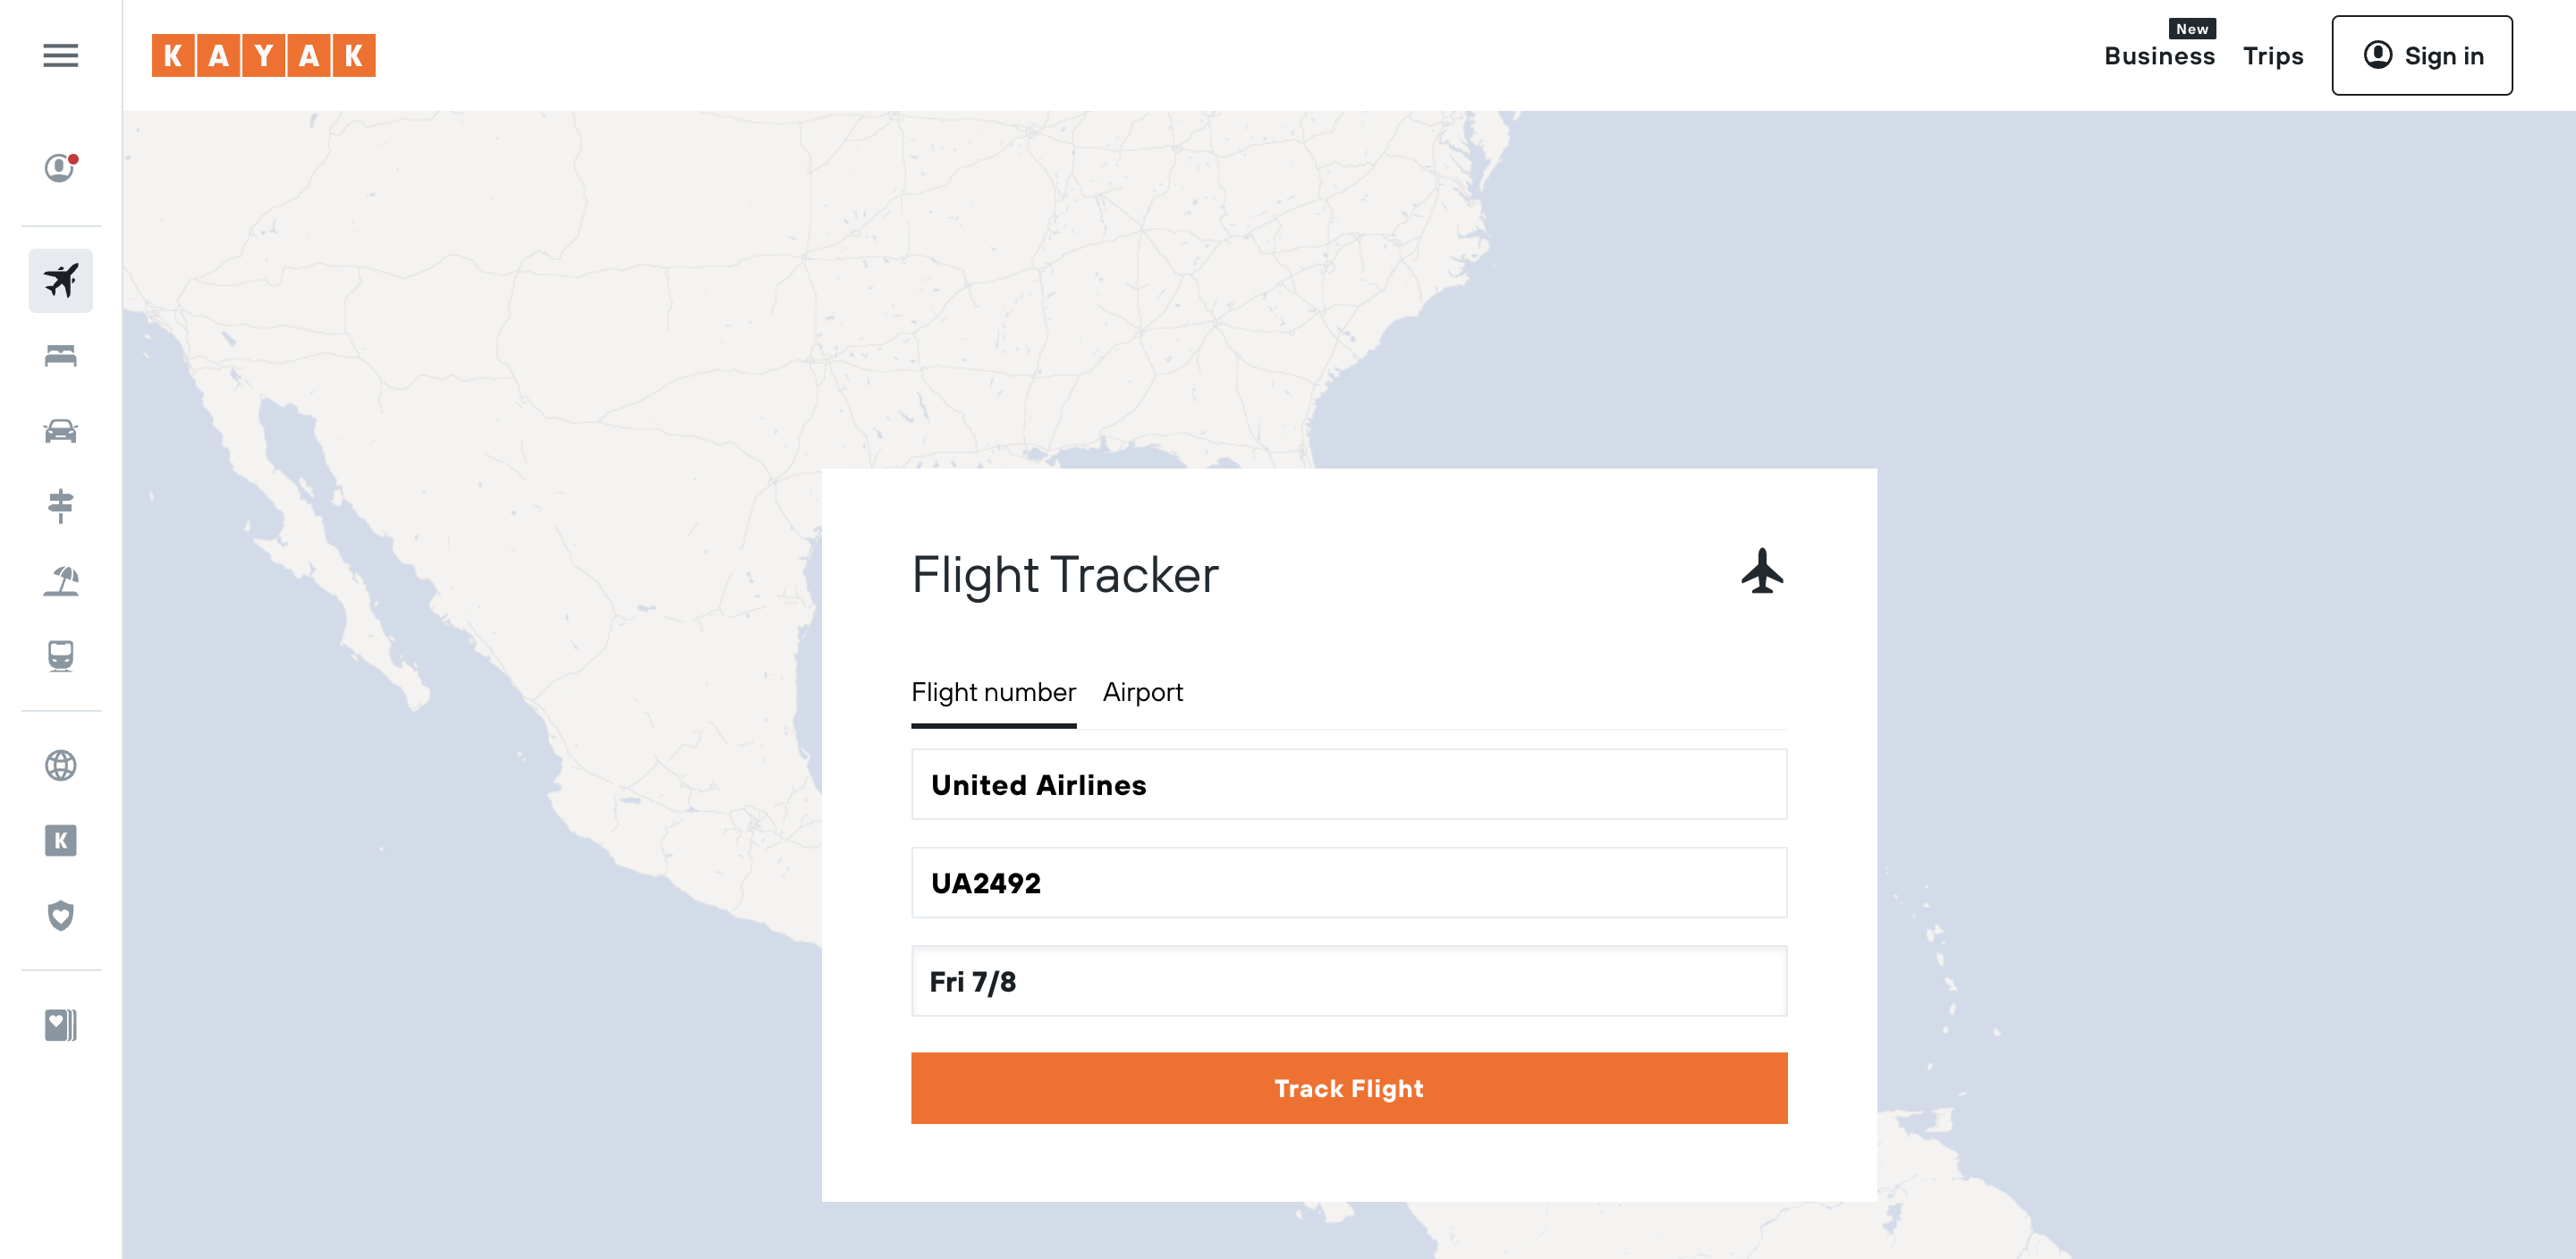 KAYAK
New
Business Trips Sign in
Flight Tracker
Flight number Airport
United Airlines
UA2492
Fri 7/8
Track Flight
K